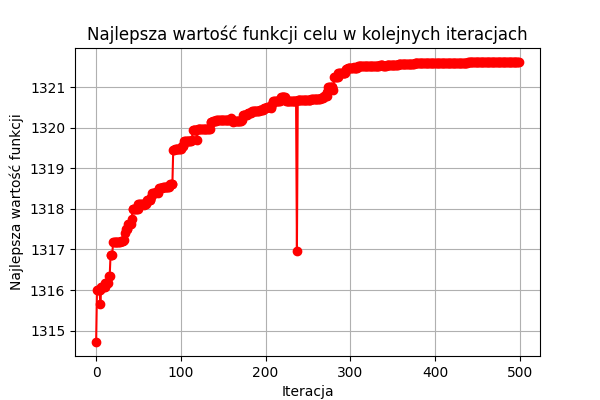 Najlepsza wartość funkcji celu w kolejnych iteracjach
Najlepsza wartość funkcji
1321
1320
1319
1318
1317
1316
1315
0 100 200 300 400 500
Iteracja